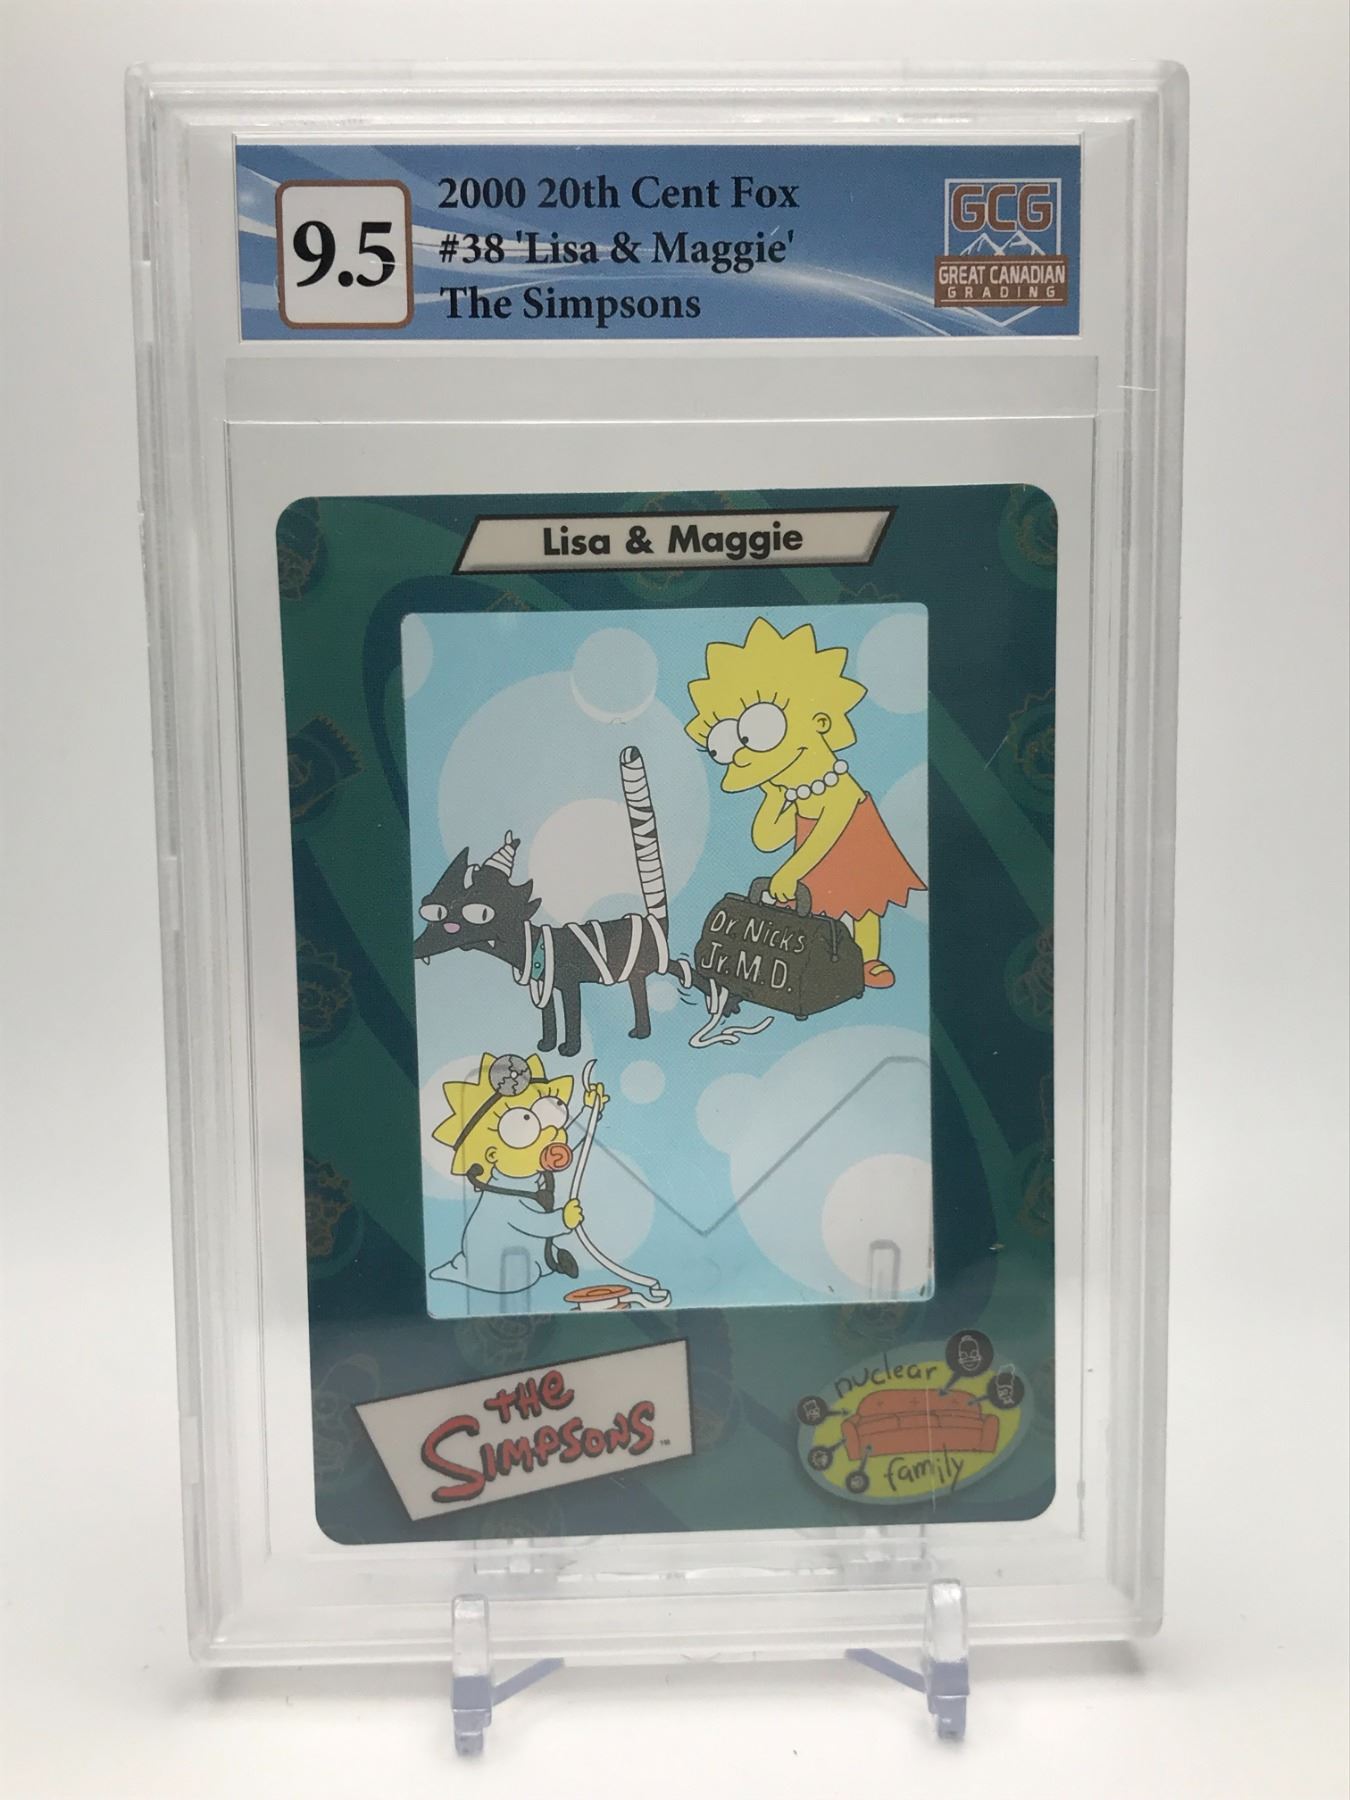 9.5
2000 20th Cent Fox
#38 'Lisa & Maggie'
The Simpsons
GCG
GREAT CANADIAN
GRADING
Lisa & Maggie
Dr. Nicks
Jr. M.D.
THE
SIMPSONS™
nuclear
family